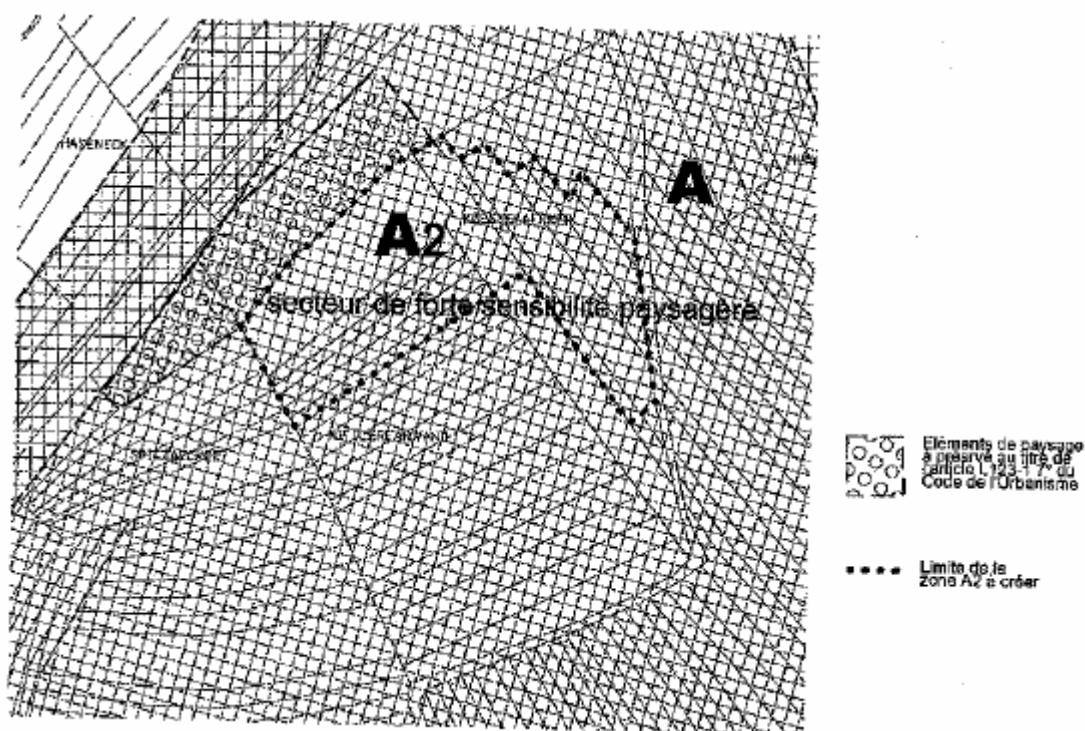 HASENECK
A
A2
secteur de forte sensibilité paysagère
Eléments de paysage
à préservé au titre de
l'article L 123-1 7° du
Code de l'Urbanisme
Limite de la
zone A2 a créer